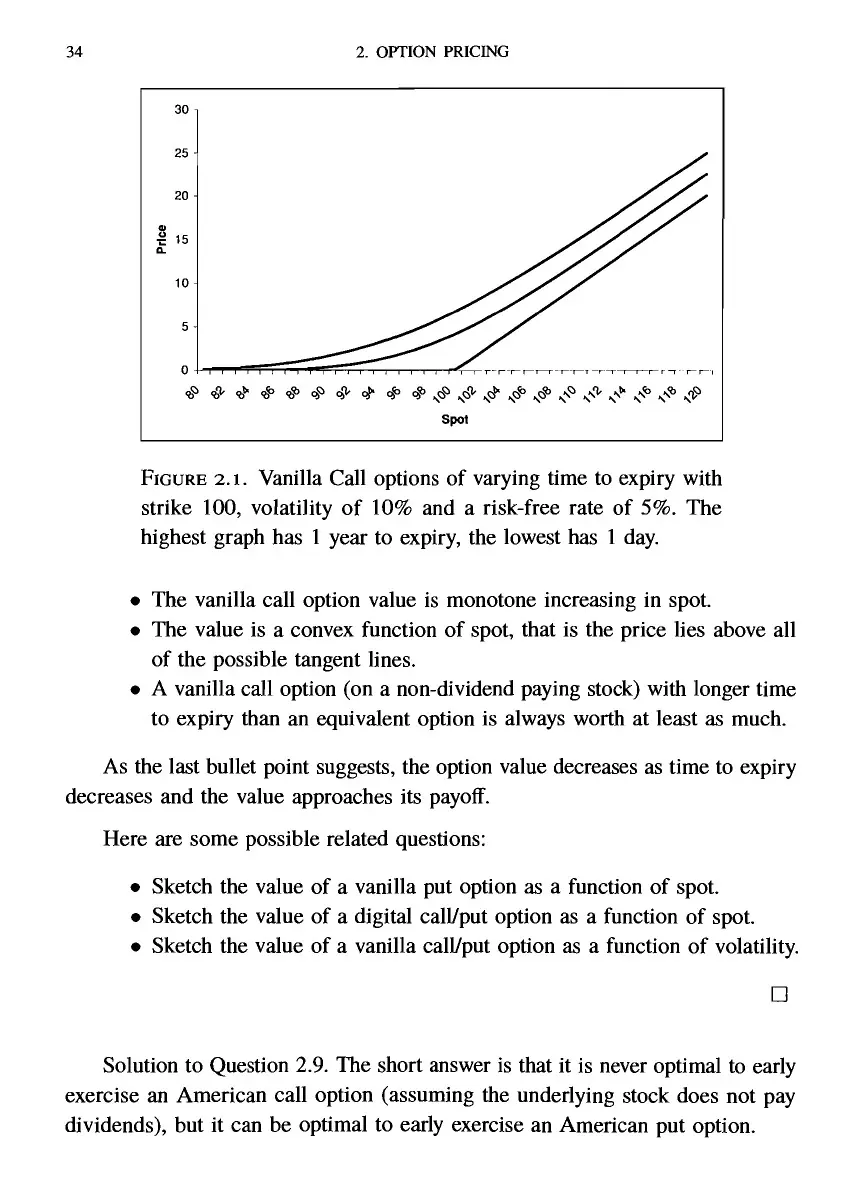 34
2. OPTION PRICING
30
25
20
15
10
5
0
Price
80 82 84 86 88 90 92 94 96 98 100 102 104 106 108 110 112 114 116 118 120
Spot
FIGURE 2.1. Vanilla Call options of varying time to expiry with
strike 100, volatility of 10% and a risk-free rate of 5%. The
highest graph has 1 year to expiry, the lowest has 1 day.
• The vanilla call option value is monotone increasing in spot.
• The value is a convex function of spot, that is the price lies above all
of the possible tangent lines.
• A vanilla call option (on a non-dividend paying stock) with longer time
to expiry than an equivalent option is always worth at least as much.
As the last bullet point suggests, the option value decreases as time to expiry
decreases and the value approaches its payoff.
Here are some possible related questions:
• Sketch the value of a vanilla put option as a function of spot.
• Sketch the value of a digital call/put option as a function of spot.
• Sketch the value of a vanilla call/put option as a function of volatility.
Solution to Question 2.9. The short answer is that it is never optimal to early
exercise an American call option (assuming the underlying stock does not pay
dividends), but it can be optimal to early exercise an American put option.